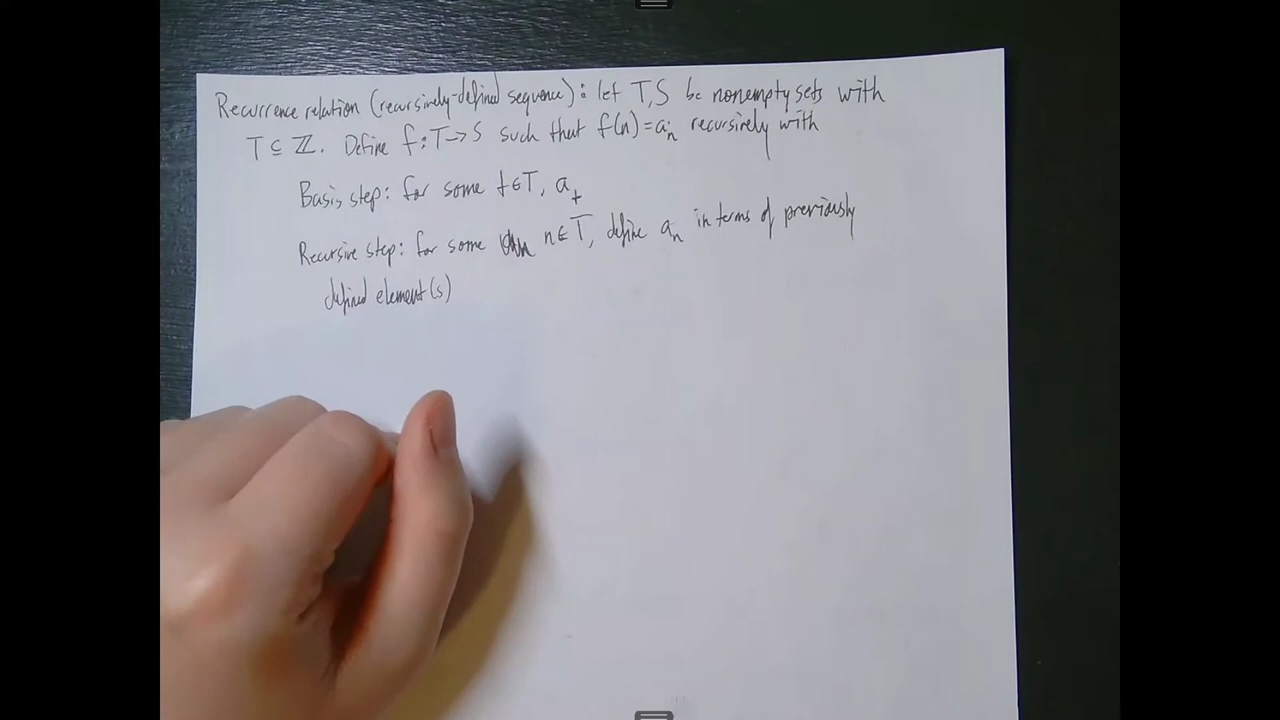 Recurrence relation (recursively-defined sequence): let T, S be nonempty sets with
T ⊆ ℤ. Define f: T → S such that f(n) = aₙ recursively with
Basis step: for some t ∈ T, aₜ
Recursive step: for some n ∈ T, define aₙ in terms of previously
defined element(s)